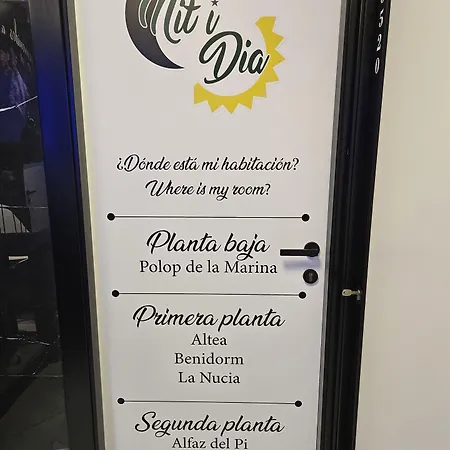 Nit i
Dia
¿Dónde está mi habitación?
Where is my room?
Planta baja
Polop de la Marina
Primera planta
Altea
Benidorm
La Nucia
Segunda planta
Alfaz del Pi